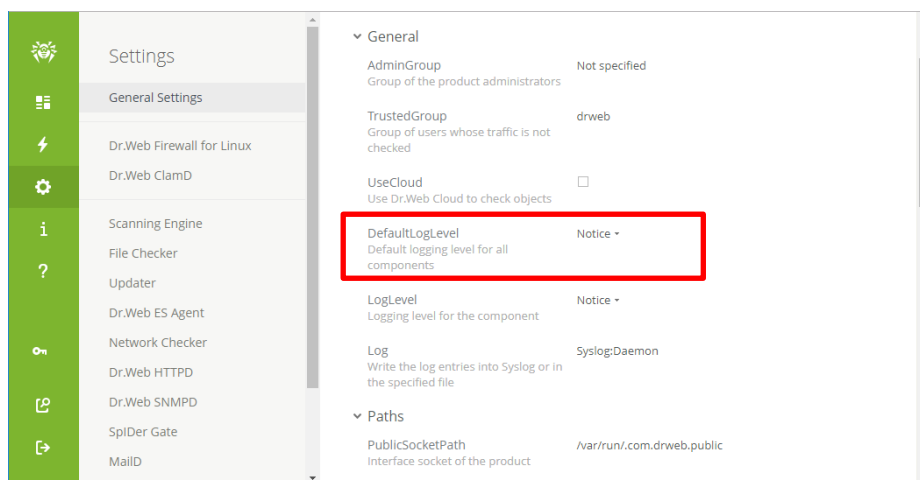 Settings
General Settings
Dr.Web Firewall for Linux
Dr.Web ClamD
Scanning Engine
File Checker
Updater
Dr.Web ES Agent
Network Checker
Dr.Web HTTPD
Dr.Web SNMPD
SpIDer Gate
MailD
General
AdminGroup
Not specified
Group of the product administrators
TrustedGroup
drweb
Group of users whose traffic is not
checked
UseCloud
Use Dr.Web Cloud to check objects
DefaultLogLevel
Notice
Default logging level for all
components
LogLevel
Notice
Logging level for the component
Log
Syslog:Daemon
Write the log entries into Syslog or in
the specified file
Paths
PublicSocketPath
/var/run/.com.drweb.public
Interface socket of the product